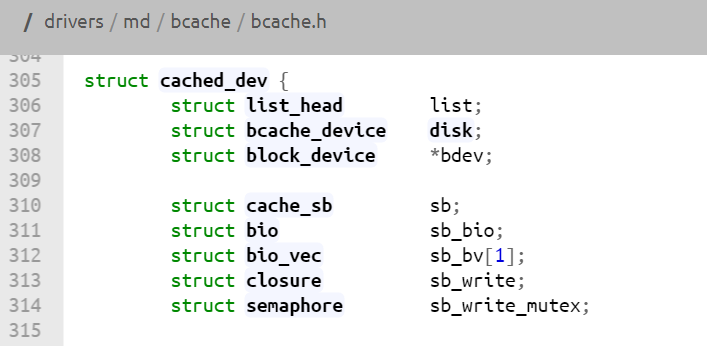 / drivers / md / bcache / bcache.h
304
305 struct cached_dev {
306 struct list_head list;
307 struct bcache_device disk;
308 struct block_device *bdev;
309
310 struct cache_sb sb;
311 struct bio sb_bio;
312 struct bio_vec sb_bv[1];
313 struct closure sb_write;
314 struct semaphore sb_write_mutex;
315